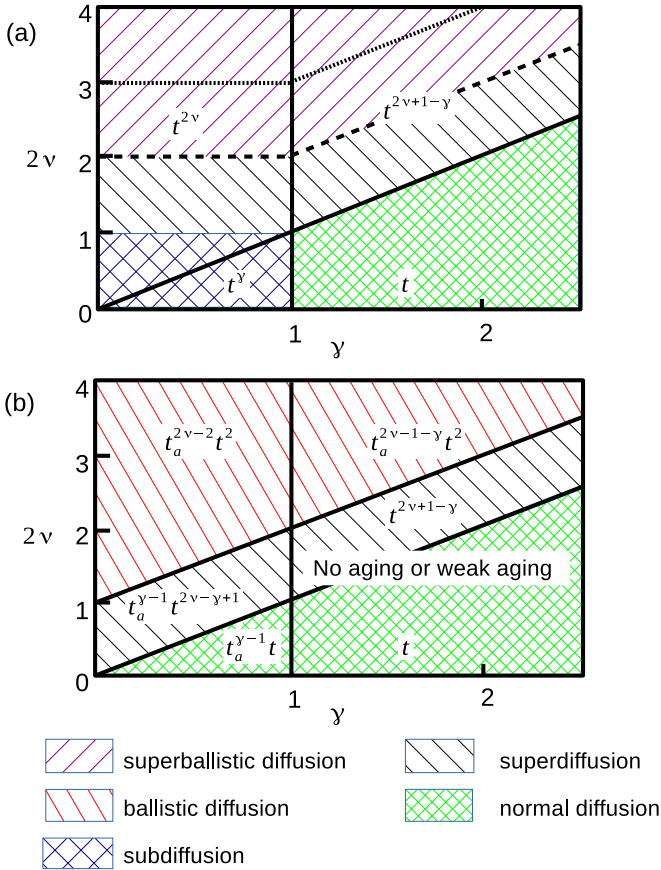 (a)
4
3
2
1
0
2 ν
t^{2ν}
t^{2ν+1−γ}
t^γ
t
1
2
γ
(b)
4
3
2
1
0
2 ν
t_a^{2ν−2} t^2
t_a^{2ν−1−γ} t^2
t^{2ν+1−γ}
No aging or weak aging
t_a^{γ−1} t^{2ν−γ+1}
t_a^{γ−1} t
t
1
2
γ
superballistic diffusion
superdiffusion
ballistic diffusion
normal diffusion
subdiffusion